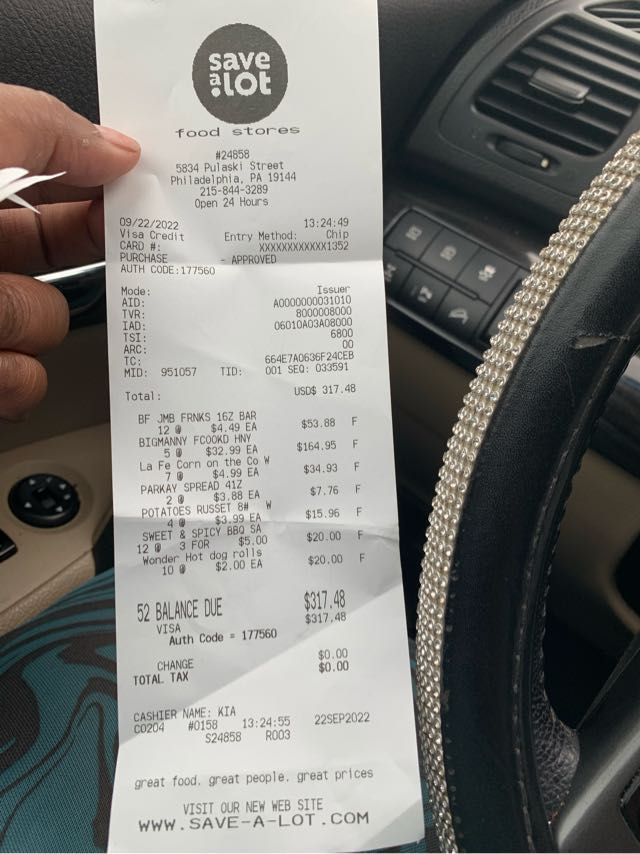 save
a.lot
food stores
#24858
5834 Pulaski Street
Philadelphia, PA 19144
215-844-3289
Open 24 Hours
09/22/2022 13:24:49
Visa Credit Entry Method: Chip
CARD #: XXXXXXXXXXXX1352
PURCHASE - APPROVED
AUTH CODE:177560
Mode: Issuer
AID: A0000000031010
TVR: 8000008000
IAD: 06010A03A08000
TSI: 6800
ARC: 00
TC: 664E7A0636F24CEB
MID: 951057 TID: 001 SEQ: 033591
Total: USD$ 317.48
BF JMB FRNKS 16Z BAR
12 @ $4.49 EA $53.88 F
BIGMANNY FCOOKD HNY
5 @ $32.99 EA $164.95 F
La Fe Corn on the Co W
7 @ $4.99 EA $34.93 F
PARKAY SPREAD 41Z
2 @ $3.88 EA $7.76 F
POTATOES RUSSET 8# W
4 @ $3.99 EA $15.96 F
SWEET & SPICY BBQ SA
12 @ 3 FOR $5.00 $20.00 F
Wonder Hot dog rolls
10 @ $2.00 EA $20.00 F
52 BALANCE DUE $317.48
VISA $317.48
Auth Code = 177560
CHANGE $0.00
TOTAL TAX $0.00
CASHIER NAME: KIA
C0204 #0158 13:24:55 22SEP2022
S24858 R003
great food. great people. great prices
VISIT OUR NEW WEB SITE
WWW.SAVE-A-LOT.COM